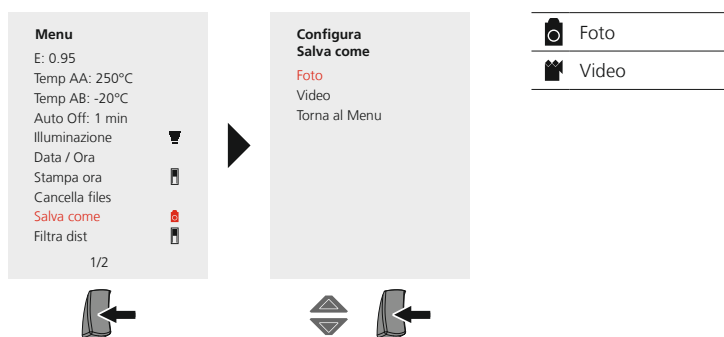 Menu
E: 0.95
Temp AA: 250°C
Temp AB: -20°C
Auto Off: 1 min
Illuminazione
Data / Ora
Stampa ora
Cancella files
Salva come
Filtra dist
1/2
Configura
Salva come
Foto
Video
Torna al Menu
Foto
Video